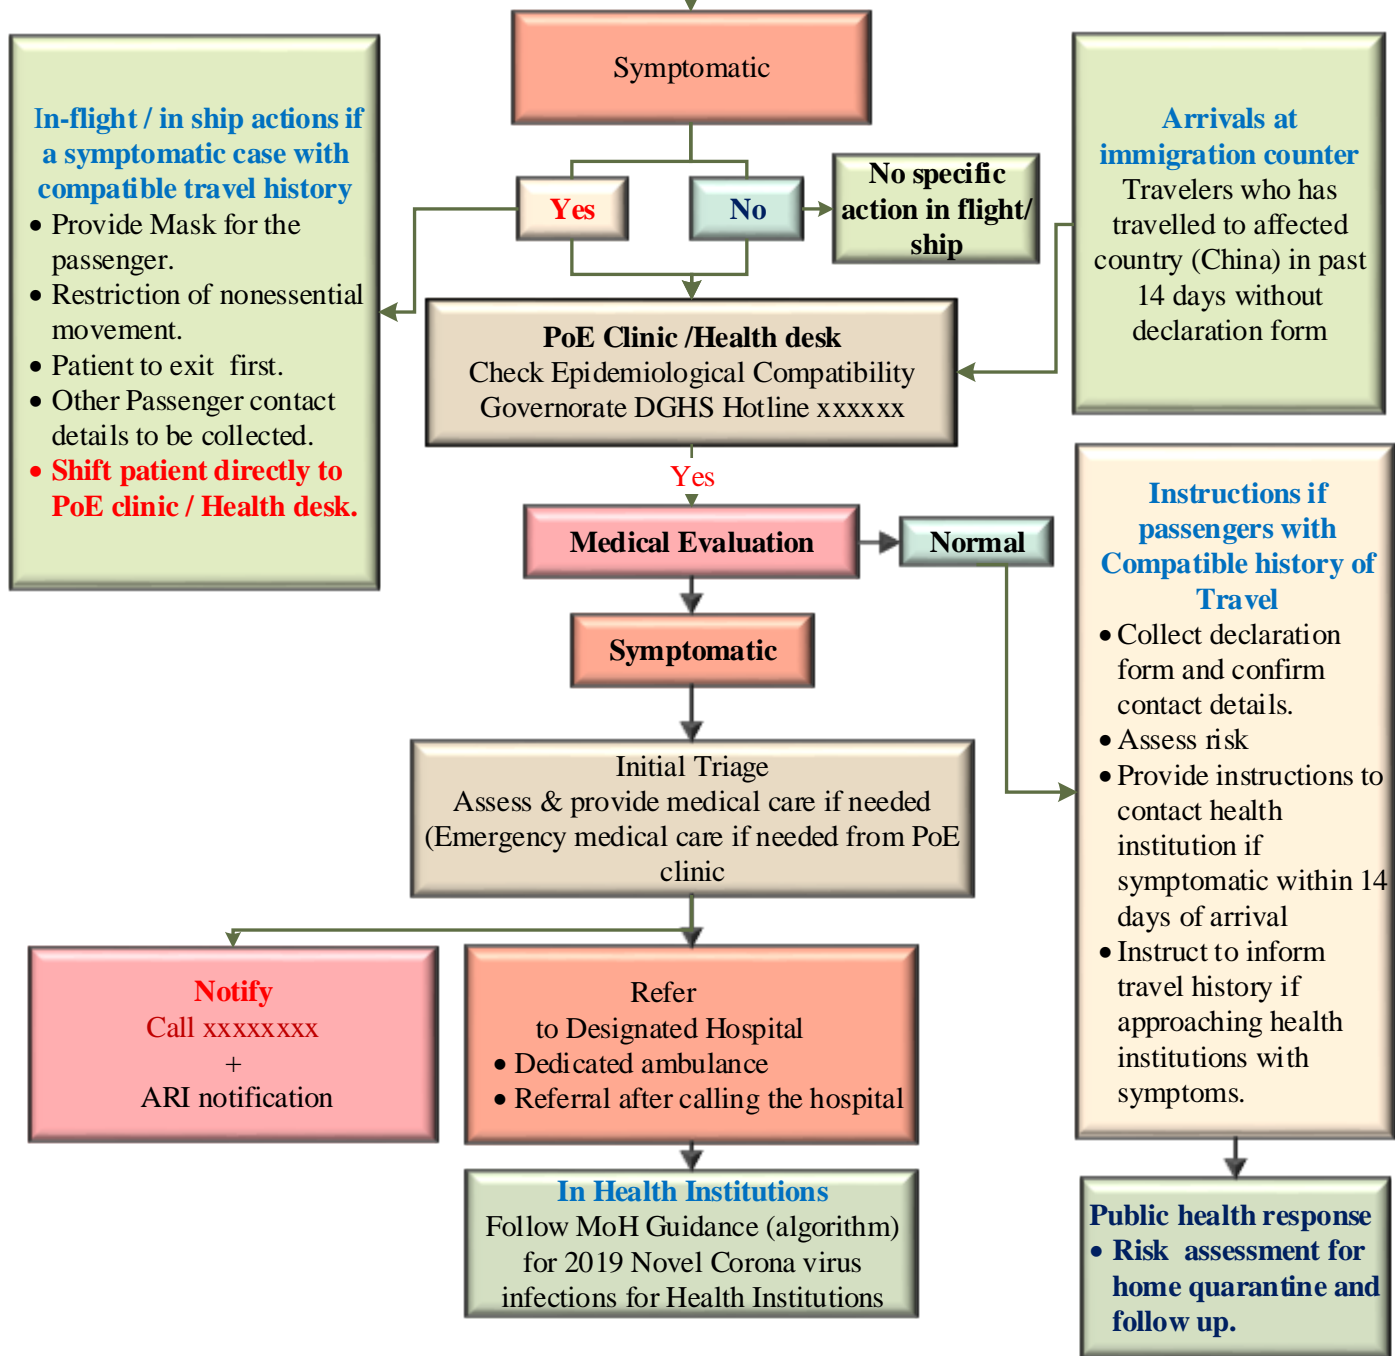 Symptomatic
In-flight / in ship actions if
a symptomatic case with
compatible travel history
• Provide Mask for the
passenger.
• Restriction of nonessential
movement.
• Patient to exit first.
• Other Passenger contact
details to be collected.
• Shift patient directly to
PoE clinic / Health desk.
Yes
No
No specific
action in flight/
ship
Arrivals at
immigration counter
Travelers who has
travelled to affected
country (China) in past
14 days without
declaration form
PoE Clinic /Health desk
Check Epidemiological Compatibility
Governorate DGHS Hotline xxxxxx
Yes
Medical Evaluation
Normal
Symptomatic
Initial Triage
Assess & provide medical care if needed
(Emergency medical care if needed from PoE
clinic
Instructions if
passengers with
Compatible history of
Travel
• Collect declaration
form and confirm
contact details.
• Assess risk
• Provide instructions to
contact health
institution if
symptomatic within 14
days of arrival
• Instruct to inform
travel history if
approaching health
institutions with
symptoms.
Notify
Call xxxxxxxx
+
ARI notification
Refer
to Designated Hospital
• Dedicated ambulance
• Referral after calling the hospital
In Health Institutions
Follow MoH Guidance (algorithm)
for 2019 Novel Corona virus
infections for Health Institutions
Public health response
• Risk assessment for
home quarantine and
follow up.